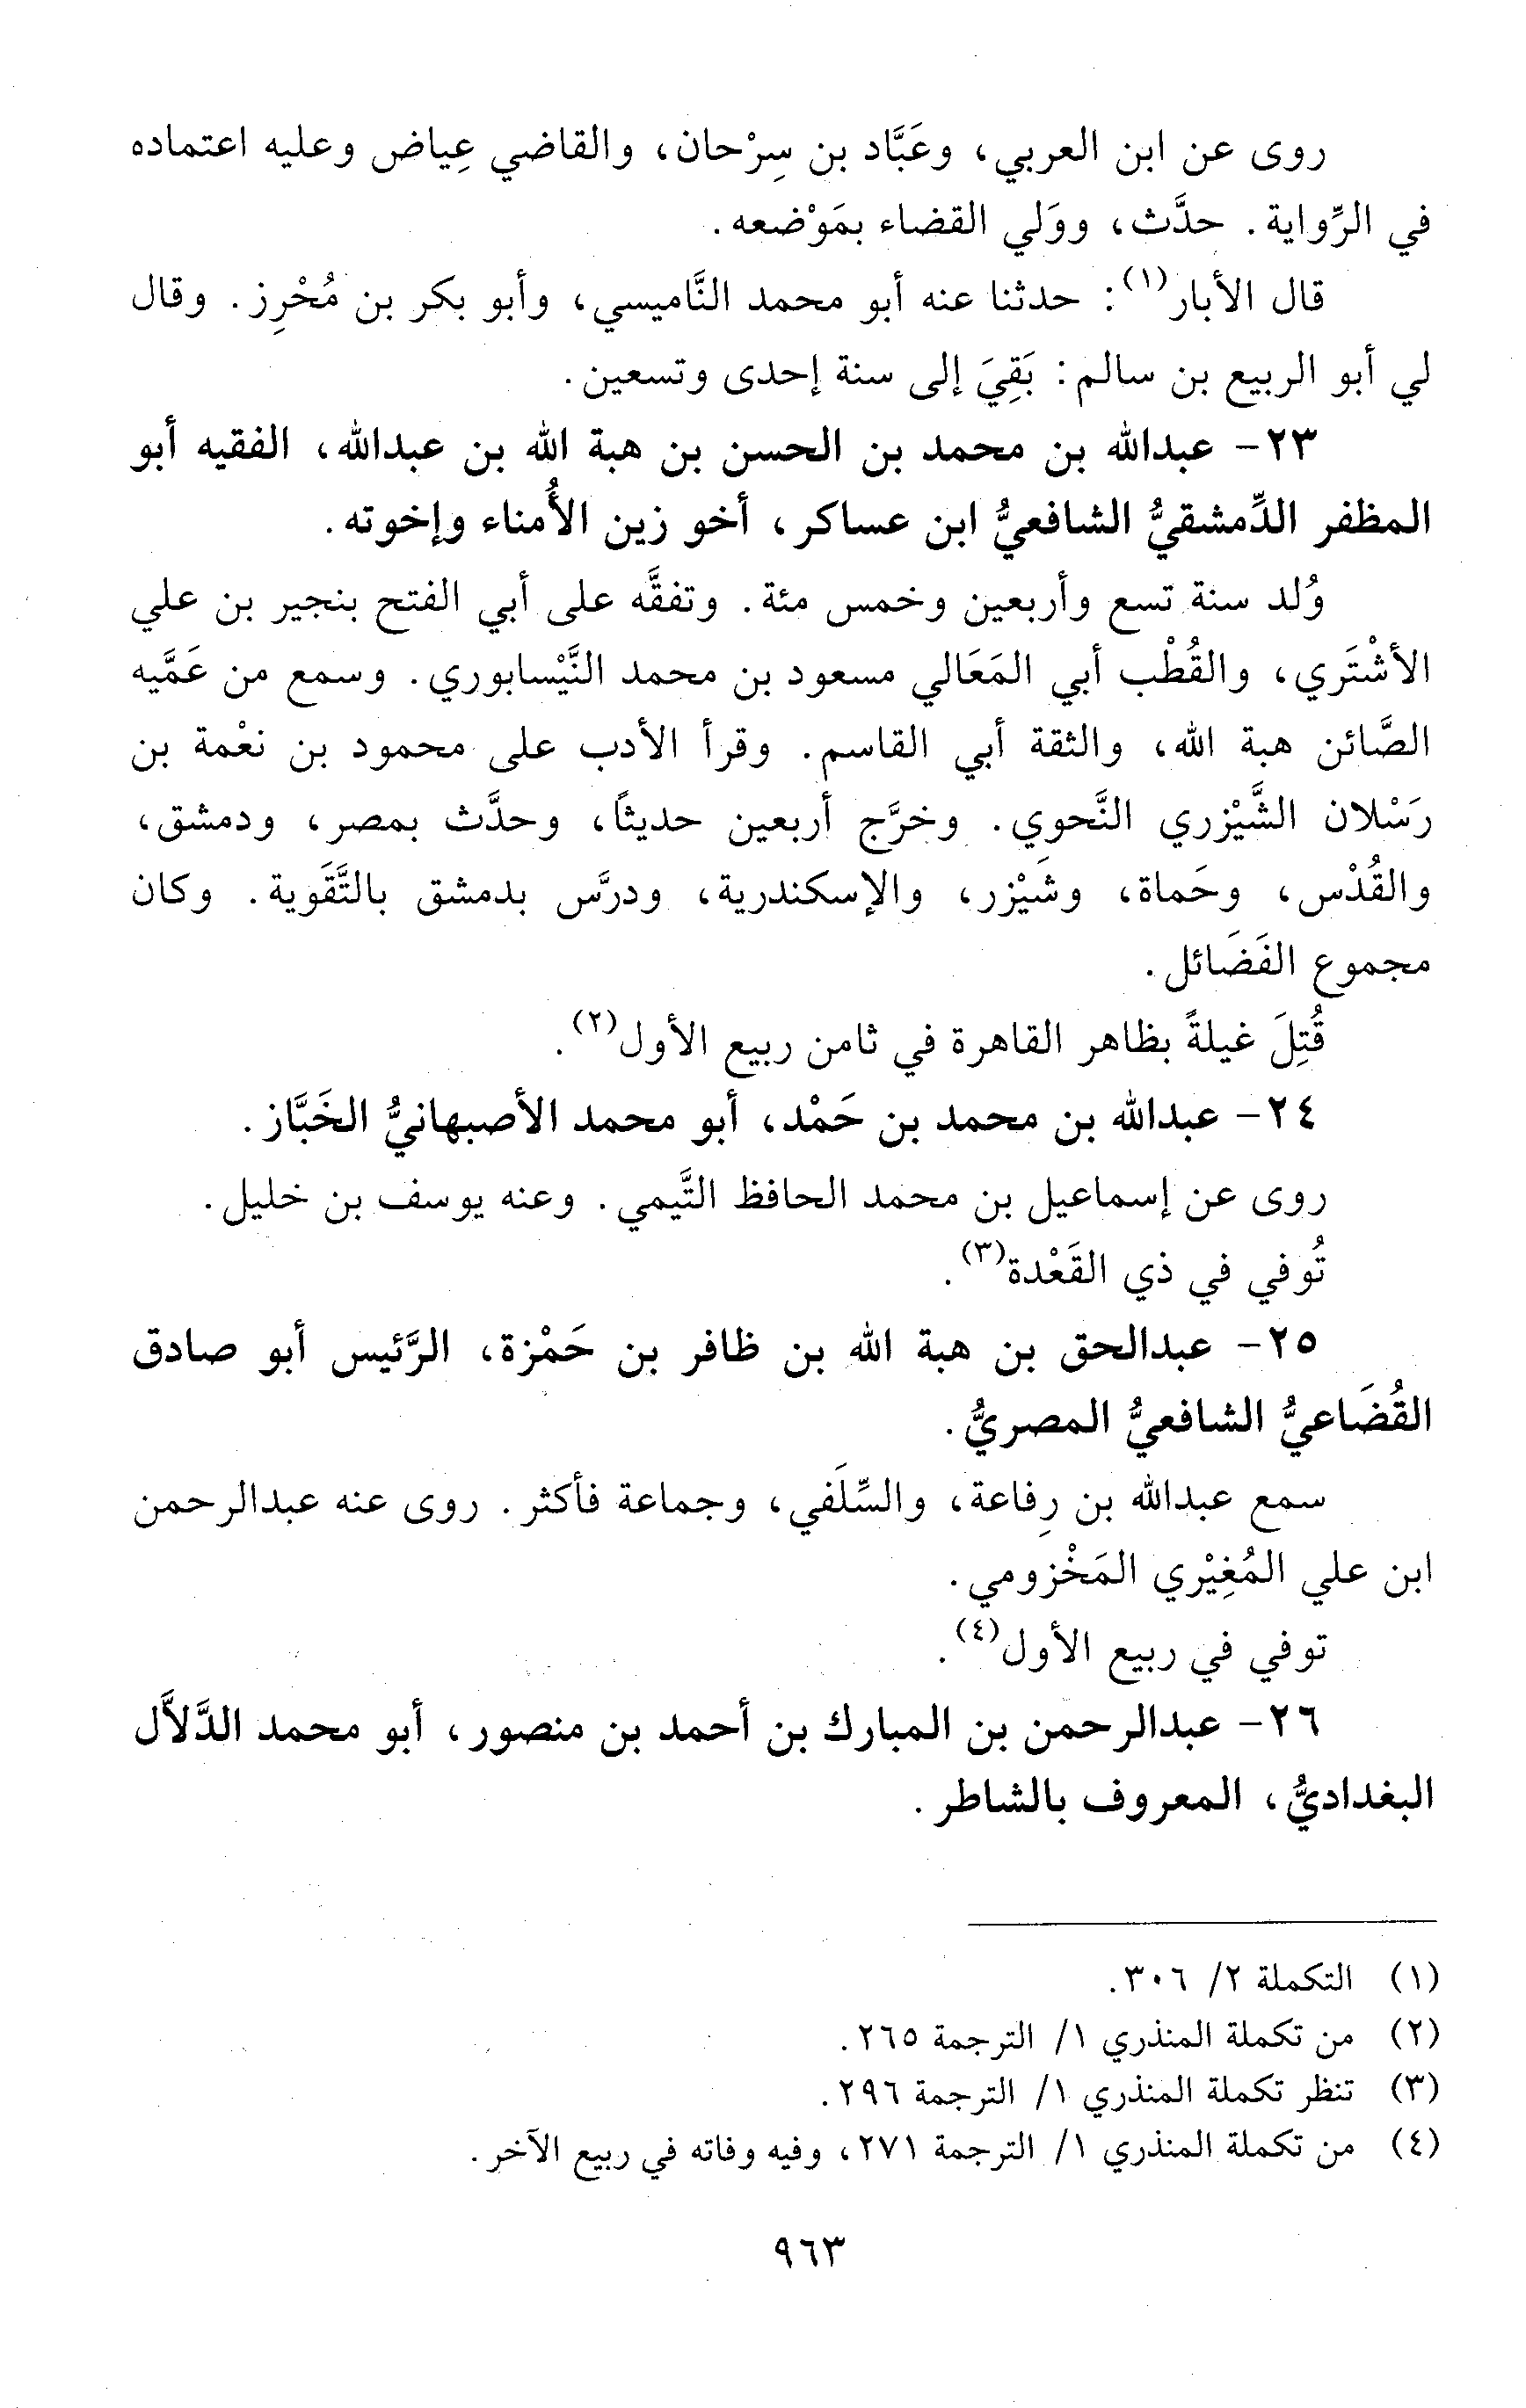 روى عن ابن العربي، وعَبَّاد بن سِرْحان، والقاضي عِياض وعليه اعتماده
في الرِّواية. حدَّث، ووَلي القضاء بمَوْضعه.
قال الأبار(١): حدثنا عنه أبو محمد النَّاميسي، وأبو بكر بن مُحْرِز. وقال
لي أبو الربيع بن سالم: بَقِيَ إلى سنة إحدى وتسعين.
٢٣- عبدالله بن محمد بن الحسن بن هبة الله بن عبدالله، الفقيه أبو
المظفر الدِّمشقيُّ الشافعيُّ ابن عساكر، أخو زين الأُمناء وإخوته.
وُلد سنة تسع وأربعين وخمس مئة. وتفقَّه على أبي الفتح بنجير بن علي
الأشْتَري، والقُطْب أبي المَعَالي مسعود بن محمد النَّيْسابوري. وسمع من عَمَّيه
الصَّائن هبة الله، والثقة أبي القاسم. وقرأ الأدب على محمود بن نعْمة بن
رَسْلان الشَّيْزري النَّحوي. وخرَّج أربعين حديثاً، وحدَّث بمصر، ودمشق،
والقُدْس، وحَماة، وشَيْزر، والإسكندرية، ودرَّس بدمشق بالتَّقَوية. وكان
مجموع الفَضَائل.
قُتِلَ غيلةً بظاهر القاهرة في ثامن ربيع الأول(٢).
٢٤- عبدالله بن محمد بن حَمْد، أبو محمد الأصبهانيُّ الخَبَّاز.
روى عن إسماعيل بن محمد الحافظ التَّيمي. وعنه يوسف بن خليل.
تُوفي في ذي القَعْدة(٣).
٢٥- عبدالحق بن هبة الله بن ظافر بن حَمْزة، الرَّئيس أبو صادق
القُضَاعيُّ الشافعيُّ المصريُّ.
سمع عبدالله بن رِفاعة، والسِّلَفي، وجماعة فأكثر. روى عنه عبدالرحمن
ابن علي المُغِيْري المَخْزومي.
توفي في ربيع الأول(٤).
٢٦- عبدالرحمن بن المبارك بن أحمد بن منصور، أبو محمد الدَّلاَّل
البغداديُّ، المعروف بالشاطر.
(١) التكملة ٢/ ٣٠٦.
(٢) من تكملة المنذري ١/ الترجمة ٢٦٥.
(٣) تنظر تكملة المنذري ١/ الترجمة ٢٩٦.
(٤) من تكملة المنذري ١/ الترجمة ٢٧١، وفيه وفاته في ربيع الآخر.
٩٦٣